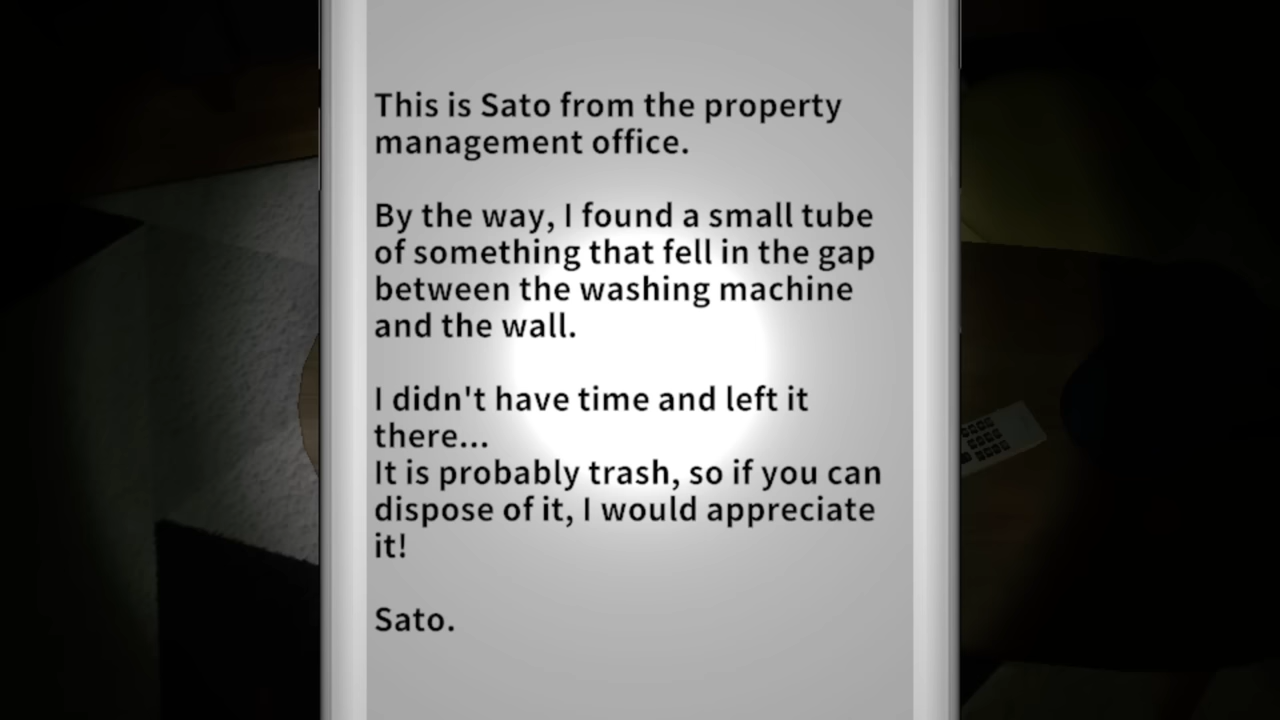 This is Sato from the property
management office.
By the way, I found a small tube
of something that fell in the gap
between the washing machine
and the wall.
I didn't have time and left it
there...
It is probably trash, so if you can
dispose of it, I would appreciate
it!
Sato.